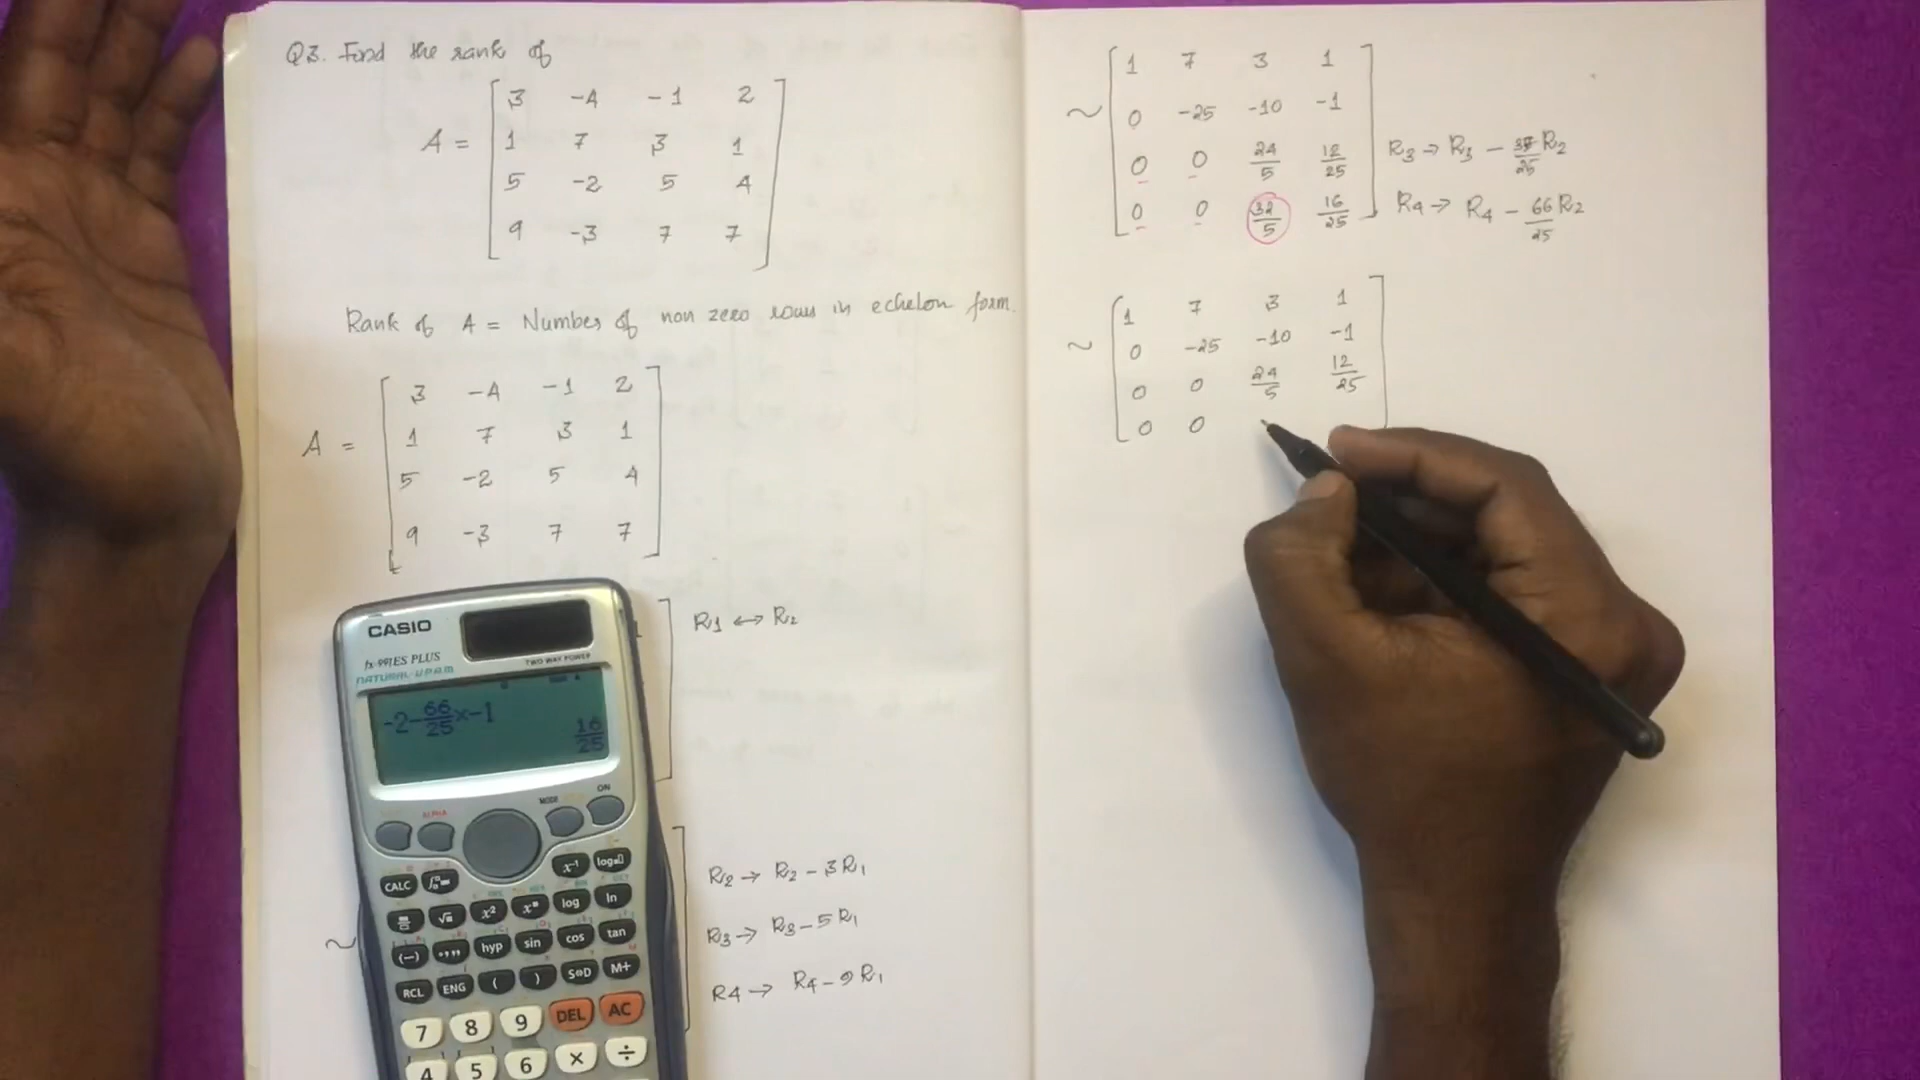 Q3. Find the rank of
A = [ 3 -4 -1 2
1 7 3 1
5 -2 5 4
9 -3 7 7 ]
Rank of A = Number of non zero rows in echelon form.
A = [ 3 -4 -1 2
1 7 3 1
5 -2 5 4
9 -3 7 7 ]
R1 ↔ R2
R2 → R2 - 3R1
R3 → R3 - 5R1
~
R4 → R4 - 9R1
CASIO
fx-991ES PLUS
TWO WAY POWER
NATURAL-V.P.A.M.
-2-66/25×-1
16/25
ALPHA
MODE
ON
CALC
x⁻¹
x²
log
ln
(-)
hyp
sin
cos
tan
RCL
ENG
(
)
S⇔D
M+
7 8 9 DEL AC
4 5 6 × ÷
~ [ 1 7 3 1
0 -25 -10 -1
0 0 24/5 12/25 ] R3 → R3 - 37/25 R2
0 0 32/5 16/25 R4 → R4 - 66/25 R2
~ [ 1 7 3 1
0 -25 -10 -1
0 0 24/5 12/25
0 0